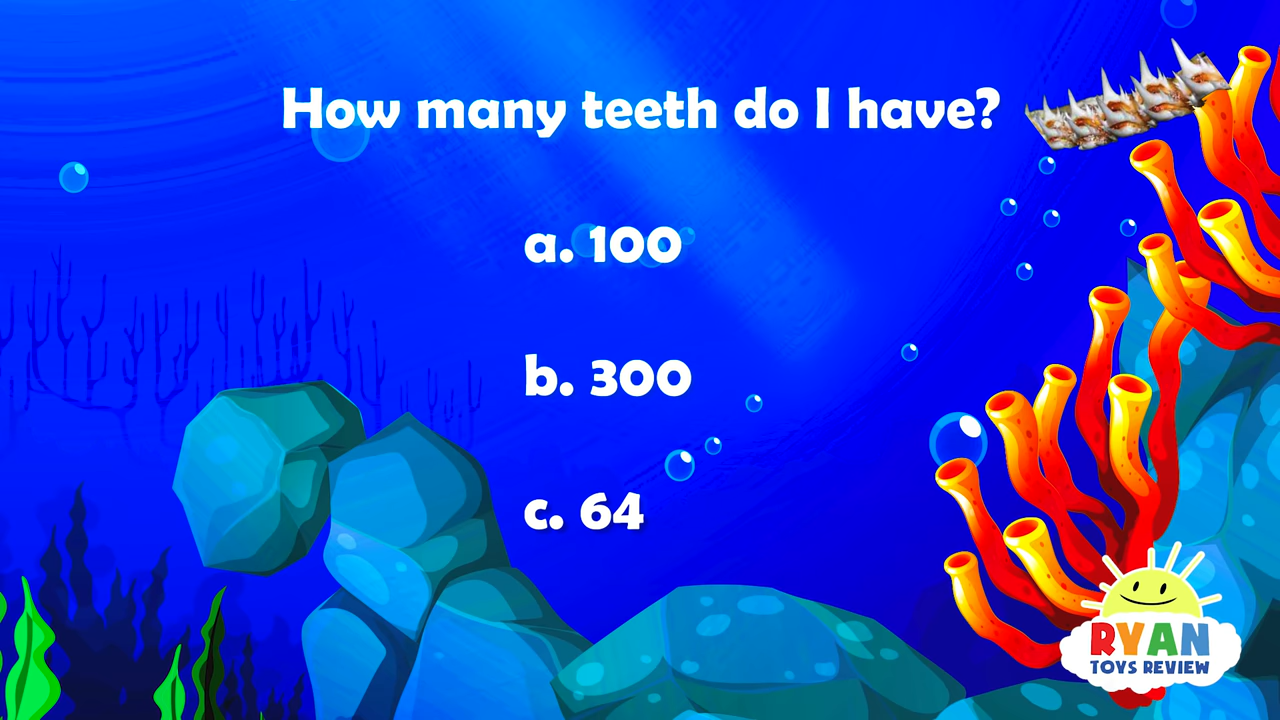 How many teeth do I have?
a. 100
b. 300
c. 64
RYAN
TOYS REVIEW